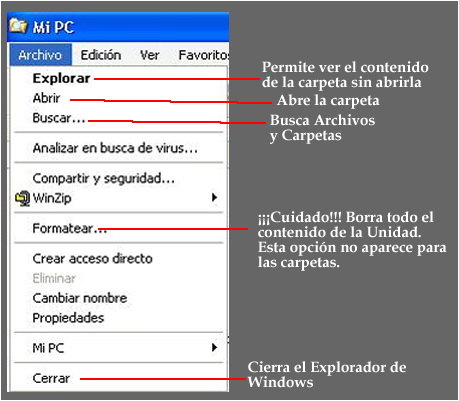 Mi PC
Archivo Edición Ver Favoritos
Explorar
Abrir
Buscar...
Analizar en busca de virus...
Compartir y seguridad...
WinZip
Formatear...
Crear acceso directo
Eliminar
Cambiar nombre
Propiedades
Mi PC
Cerrar
Permite ver el contenido
de la carpeta sin abrirla
Abre la carpeta
Busca Archivos
y Carpetas
¡¡¡Cuidado!!! Borra todo el
contenido de la Unidad.
Esta opción no aparece para
las carpetas.
Cierra el Explorador de
Windows